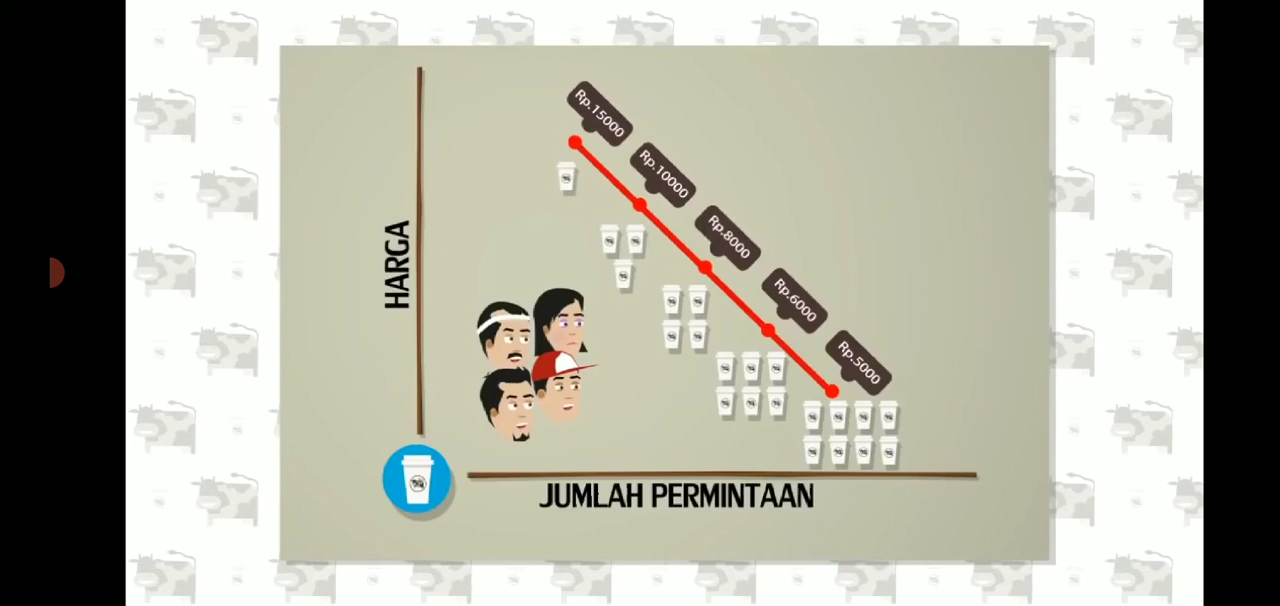 Rp.15000
Rp.10000
Rp.8000
Rp.6000
Rp.5000
HARGA
JUMLAH PERMINTAAN